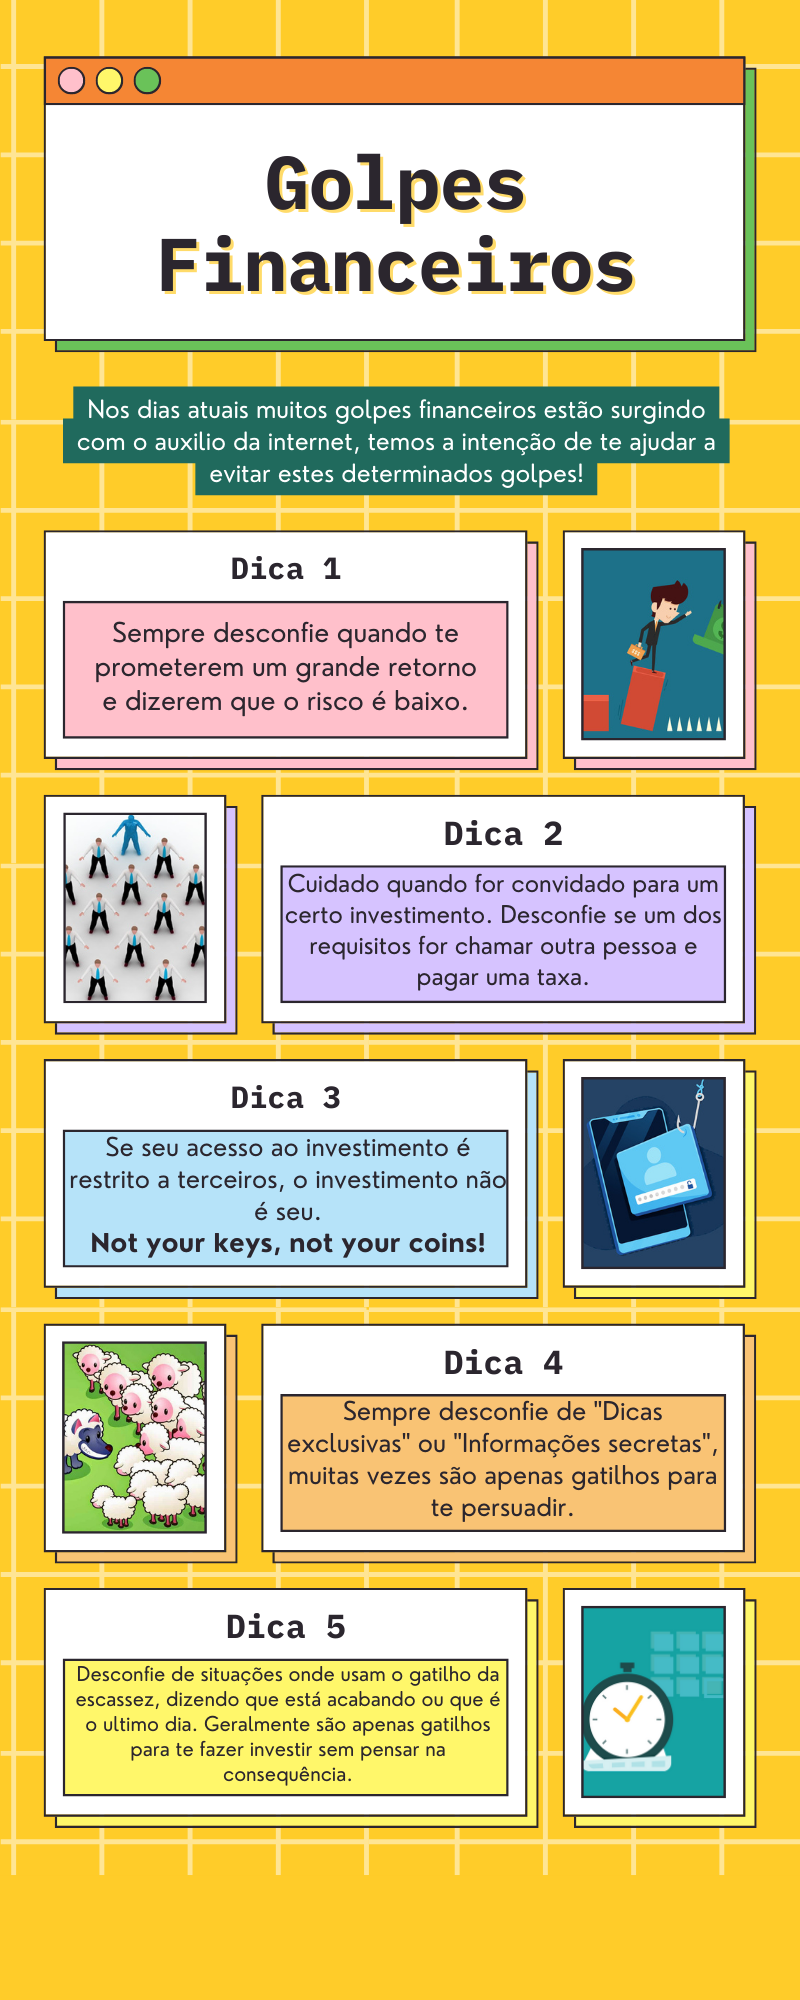 Golpes
Financeiros
Nos dias atuais muitos golpes financeiros estão surgindo
com o auxilio da internet, temos a intenção de te ajudar a
evitar estes determinados golpes!
Dica 1
Sempre desconfie quando te
prometerem um grande retorno
e dizerem que o risco é baixo.
Dica 2
Cuidado quando for convidado para um
certo investimento. Desconfie se um dos
requisitos for chamar outra pessoa e
pagar uma taxa.
Dica 3
Se seu acesso ao investimento é
restrito a terceiros, o investimento não
é seu.
Not your keys, not your coins!
Dica 4
Sempre desconfie de "Dicas
exclusivas" ou "Informações secretas",
muitas vezes são apenas gatilhos para
te persuadir.
Dica 5
Desconfie de situações onde usam o gatilho da
escassez, dizendo que está acabando ou que é
o ultimo dia. Geralmente são apenas gatilhos
para te fazer investir sem pensar na
consequência.